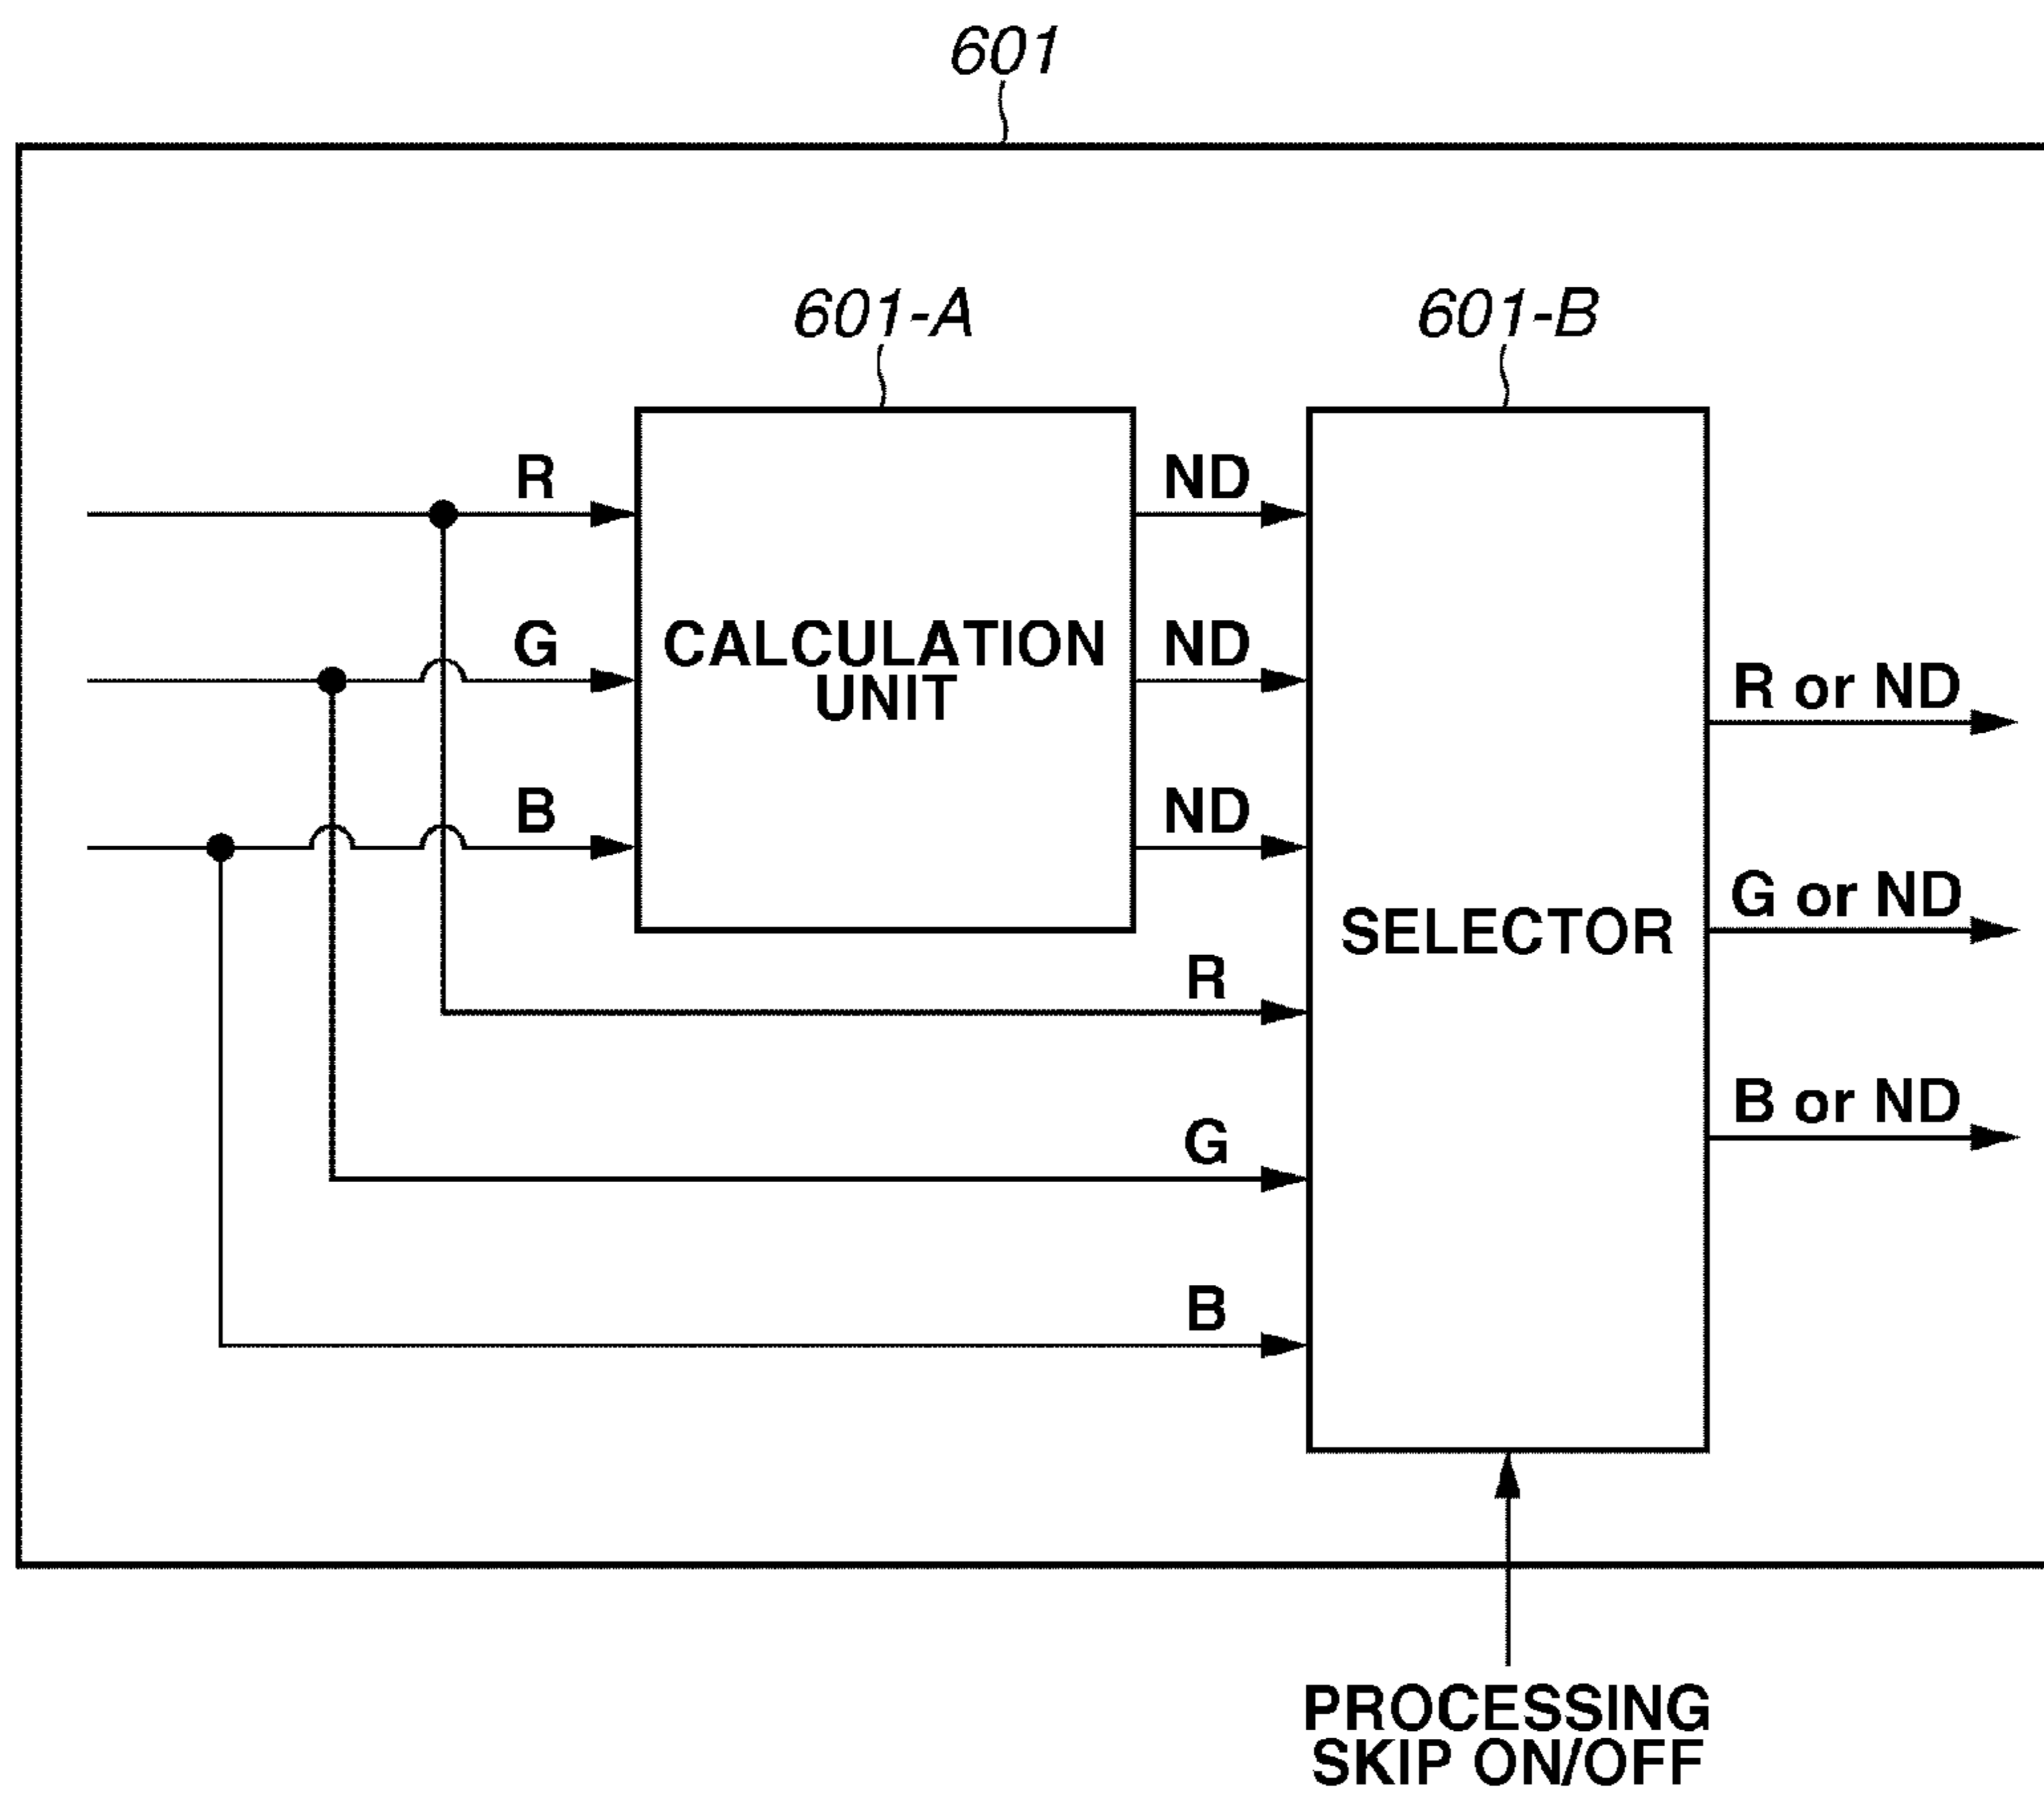 601
601-A
601-B
R
ND
G
CALCULATION
UNIT
ND
B
ND
R or ND
G or ND
SELECTOR
R
B or ND
G
B
PROCESSING
SKIP ON/OFF